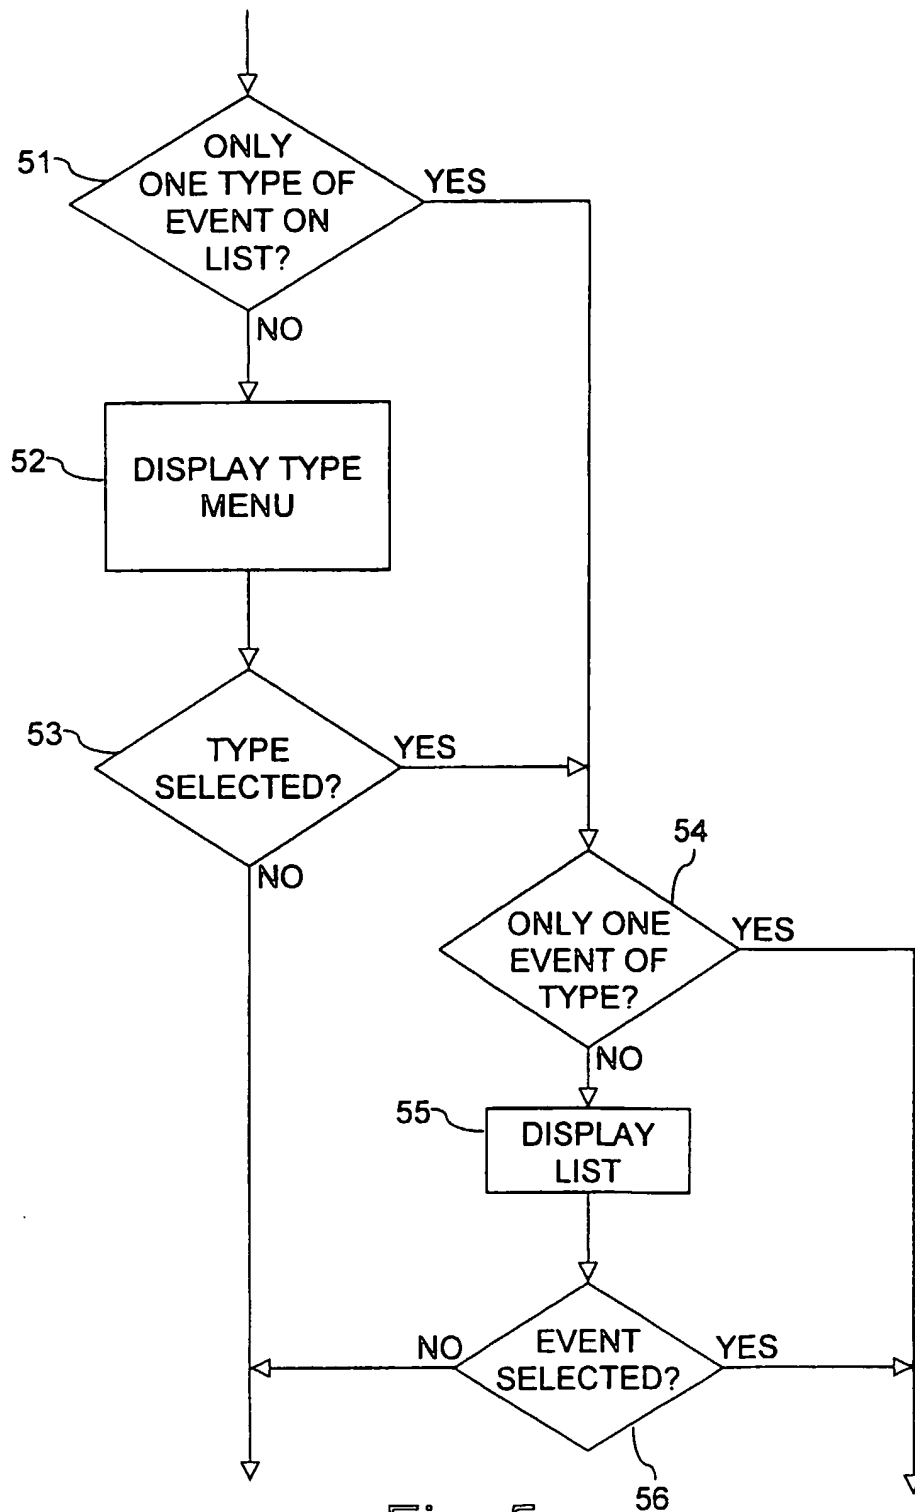 51
ONLY
ONE TYPE OF
EVENT ON
LIST?
YES
NO
52
DISPLAY TYPE
MENU
53
TYPE
SELECTED?
YES
NO
54
ONLY ONE
EVENT OF
TYPE?
YES
NO
55
DISPLAY
LIST
NO
EVENT
SELECTED?
YES
56